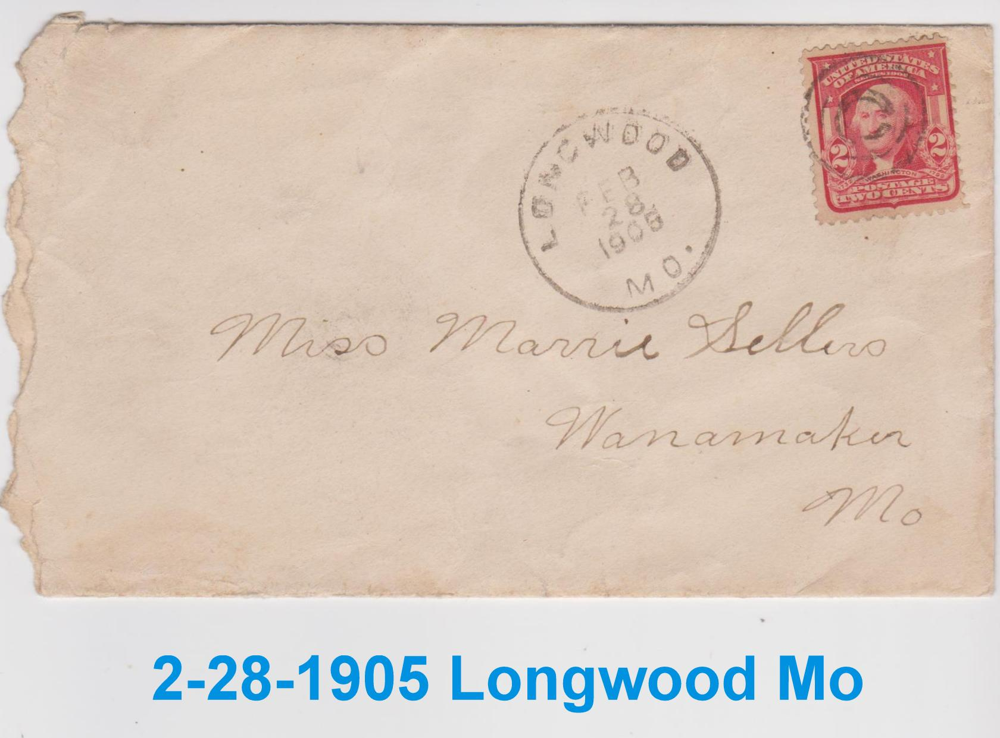 UNITED STATES
OF AMERICA
2 2
WASHINGTON
POSTAGE
TWO CENTS
LONGWOOD
FEB
28
1905
MO.
Miss Marrie Sellers
Wanamaker
Mo
2-28-1905 Longwood Mo